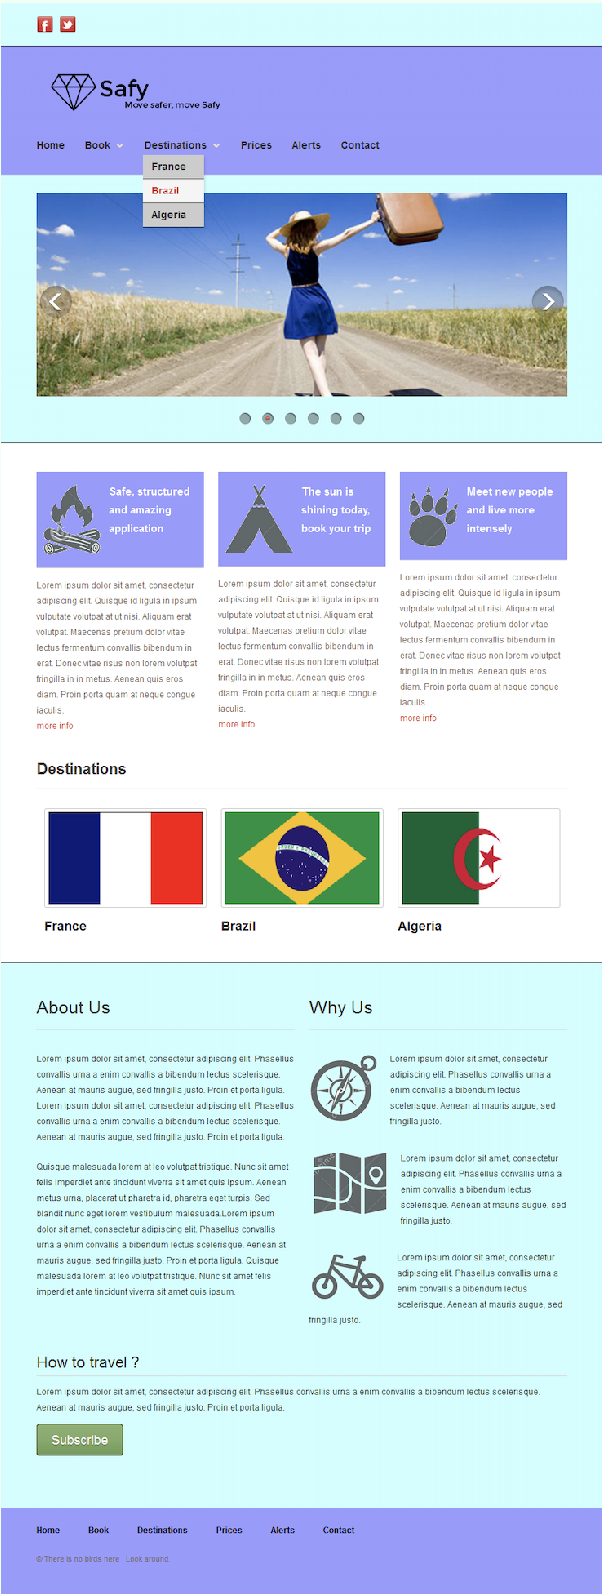 Safy
Move safer, move Safy
Home Book Destinations Prices Alerts Contact
France
Brazil
Algeria
Safe, structured
and amazing
application
The sun is
shining today,
book your trip
Meet new people
and live more
intensely
Lorem ipsum dolor sit amet, consectetur
adipiscing elit. Quisque id ligula in ipsum
vulputate volutpat at ut nisi. Aliquam erat
volutpat. Maecenas pretium dolor vitae
lectus fermentum convallis bibendum in
erat. Donec vitae risus non lorem volutpat
fringilla in in metus. Aenean quis eros
diam. Proin porta quam at neque congue
iaculis.
more info
Lorem ipsum dolor sit amet, consectetur
adipiscing elit. Quisque id ligula in ipsum
vulputate volutpat at ut nisi. Aliquam erat
volutpat. Maecenas pretium dolor vitae
lectus fermentum convallis bibendum in
erat. Donec vitae risus non lorem volutpat
fringilla in in metus. Aenean quis eros
diam. Proin porta quam at neque congue
iaculis.
more info
Lorem ipsum dolor sit amet, consectetur
adipiscing elit. Quisque id ligula in ipsum
vulputate volutpat at ut nisi. Aliquam erat
volutpat. Maecenas pretium dolor vitae
lectus fermentum convallis bibendum in
erat. Donec vitae risus non lorem volutpat
fringilla in in metus. Aenean quis eros
diam. Proin porta quam at neque congue
iaculis.
more info
Destinations
France
Brazil
Algeria
About Us
Lorem ipsum dolor sit amet, consectetur adipiscing elit. Phasellus
convallis urna a enim convallis a bibendum lectus scelerisque.
Aenean at mauris augue, sed fringilla justo. Proin et porta ligula.
Lorem ipsum dolor sit amet, consectetur adipiscing elit. Phasellus
convallis urna a enim convallis a bibendum lectus scelerisque.
Aenean at mauris augue, sed fringilla justo. Proin et porta ligula.
Quisque malesuada lorem at leo volutpat tristique. Nunc sit amet
felis imperdiet ante tincidunt viverra sit amet quis ipsum. Aenean
metus urna, placerat ut pharetra id, pharetra eget turpis. Sed
blandit nunc eget lorem vestibulum malesuada.Lorem ipsum
dolor sit amet, consectetur adipiscing elit. Phasellus convallis
urna a enim convallis a bibendum lectus scelerisque. Aenean at
mauris augue, sed fringilla justo. Proin et porta ligula. Quisque
malesuada lorem at leo volutpat tristique. Nunc sit amet felis
imperdiet ante tincidunt viverra sit amet quis ipsum.
Why Us
Lorem ipsum dolor sit amet, consectetur
adipiscing elit. Phasellus convallis urna a
enim convallis a bibendum lectus
scelerisque. Aenean at mauris augue, sed
fringilla justo.
Lorem ipsum dolor sit amet, consectetur
adipiscing elit. Phasellus convallis urna a
enim convallis a bibendum lectus
scelerisque. Aenean at mauris augue, sed
fringilla justo.
Lorem ipsum dolor sit amet, consectetur
adipiscing elit. Phasellus convallis urna a
enim convallis a bibendum lectus
scelerisque. Aenean at mauris augue, sed
fringilla justo.
How to travel ?
Lorem ipsum dolor sit amet, consectetur adipiscing elit. Phasellus convallis urna a enim convallis a bibendum lectus scelerisque.
Aenean at mauris augue, sed fringilla justo. Proin et porta ligula.
Subscribe
Home Book Destinations Prices Alerts Contact
© There is no birds here . Look around.